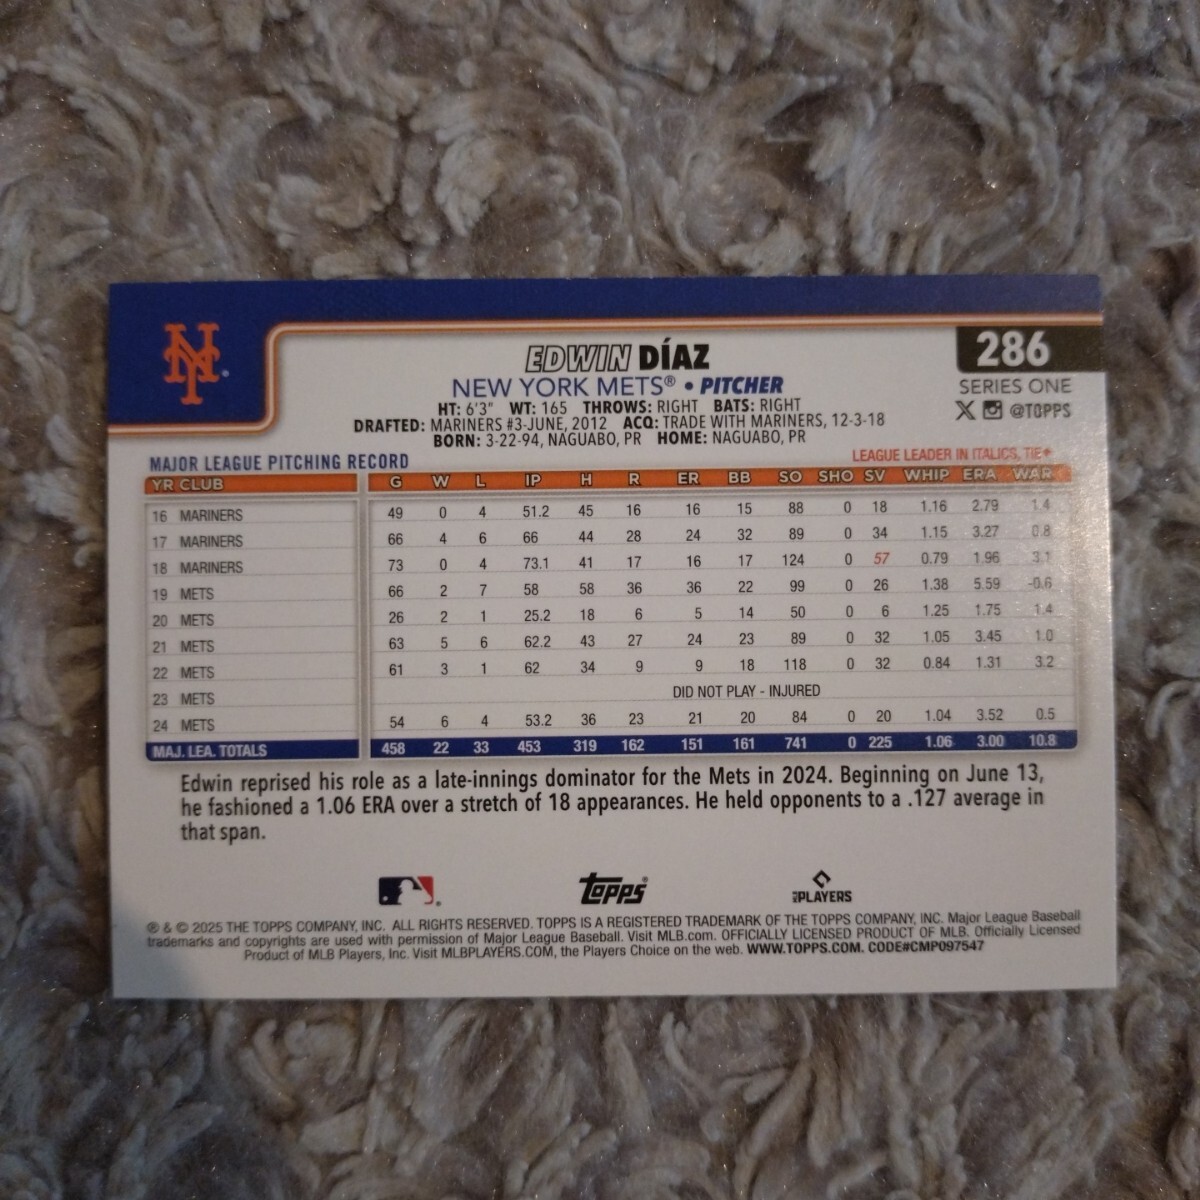 NY
286
EDWIN DÍAZ
NEW YORK METS® • PITCHER
SERIES ONE
HT: 6'3" WT: 165 THROWS: RIGHT BATS: RIGHT
X @TOPPS
DRAFTED: MARINERS #3-JUNE, 2012 ACQ: TRADE WITH MARINERS, 12-3-18
BORN: 3-22-94, NAGUABO, PR HOME: NAGUABO, PR
MAJOR LEAGUE PITCHING RECORD LEAGUE LEADER IN ITALICS, TIE♦
YR CLUB G W L IP H R ER BB SO SHO SV WHIP ERA WAR
16 MARINERS 49 0 4 51.2 45 16 16 15 88 0 18 1.16 2.79 1.4
17 MARINERS 66 4 6 66 44 28 24 32 89 0 34 1.15 3.27 0.8
18 MARINERS 73 0 4 73.1 41 17 16 17 124 0 57 0.79 1.96 3.1
19 METS 66 2 7 58 58 36 36 22 99 0 26 1.38 5.59 -0.6
20 METS 26 2 1 25.2 18 6 5 14 50 0 6 1.25 1.75 1.4
21 METS 63 5 6 62.2 43 27 24 23 89 0 32 1.05 3.45 1.0
22 METS 61 3 1 62 34 9 9 18 118 0 32 0.84 1.31 3.2
23 METS DID NOT PLAY - INJURED
24 METS 54 6 4 53.2 36 23 21 20 84 0 20 1.04 3.52 0.5
MAJ. LEA. TOTALS 458 22 33 453 319 162 151 161 741 0 225 1.06 3.00 10.8
Edwin reprised his role as a late-innings dominator for the Mets in 2024. Beginning on June 13,
he fashioned a 1.06 ERA over a stretch of 18 appearances. He held opponents to a .127 average in
that span.
topps® MLB PLAYERS
® & © 2025 THE TOPPS COMPANY, INC. ALL RIGHTS RESERVED. TOPPS IS A REGISTERED TRADEMARK OF THE TOPPS COMPANY, INC. Major League Baseball
trademarks and copyrights are used with permission of Major League Baseball. Visit MLB.com. OFFICIALLY LICENSED PRODUCT OF MLB. Officially Licensed
Product of MLB Players, Inc. Visit MLBPLAYERS.COM, the Players Choice on the web. WWW.TOPPS.COM. CODE#CMP097547